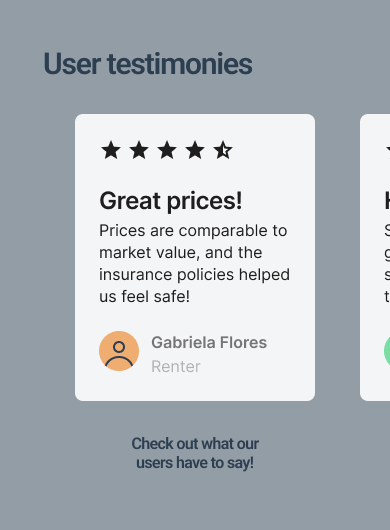 User testimonies
Great prices!
Prices are comparable to
market value, and the
insurance policies helped
us feel safe!
Gabriela Flores
Renter
Check out what our
users have to say!